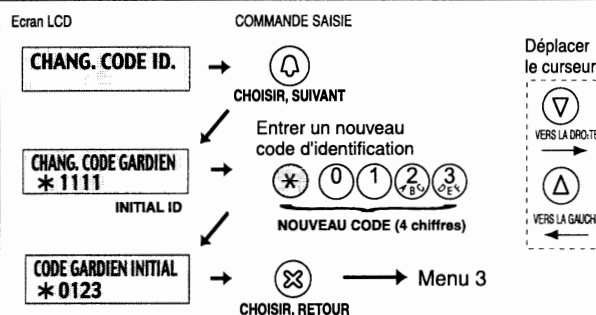 Ecran LCD
COMMANDE SAISIE
CHANG. CODE ID.
CHOISIR, SUIVANT
Déplacer
le curseur
VERS LA DROITE
VERS LA GAUCHE
CHANG. CODE GARDIEN
*1111
INITIAL ID
Entrer un nouveau
code d'identification
* 0 1 2 3
ABC DEF
NOUVEAU CODE (4 chiffres)
CODE GARDIEN INITIAL
*0123
Menu 3
CHOISIR, RETOUR